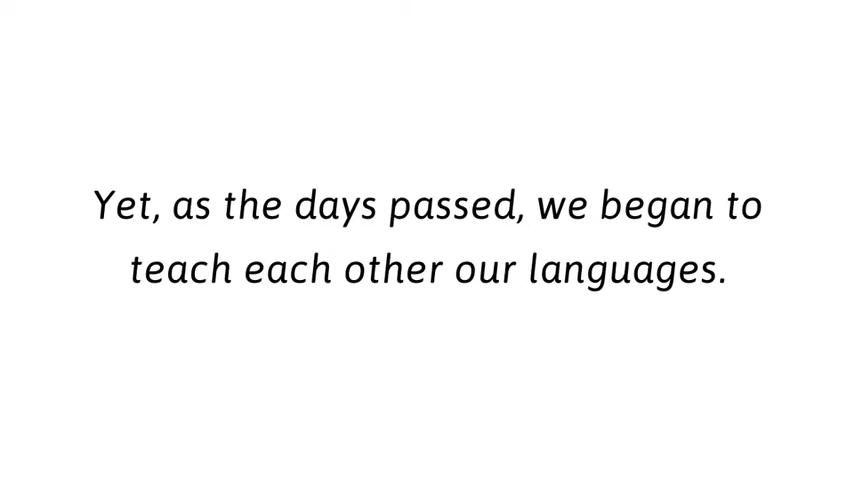 Yet, as the days passed, we began to
teach each other our languages.